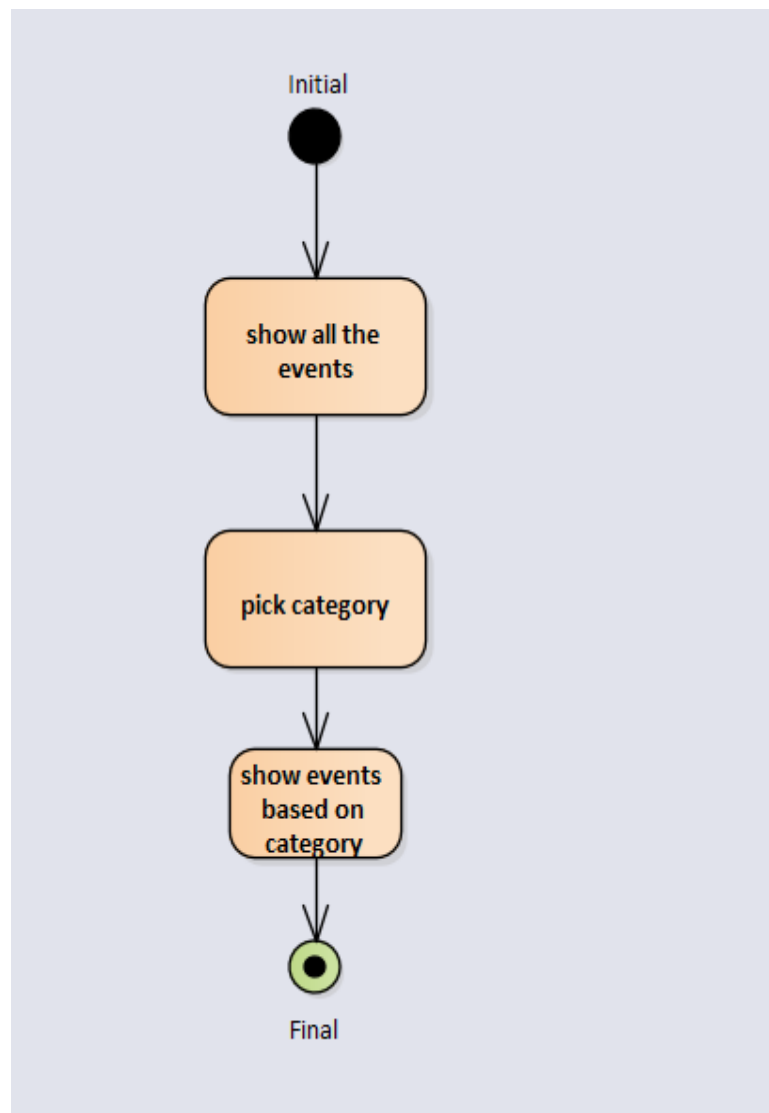 Initial
show all the
events
pick category
show events
based on
category
Final